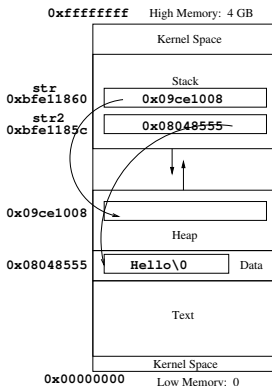 0xffffffff High Memory: 4 GB
Kernel Space
Stack
str
0xbfe11860 0x09ce1008
str2
0xbfe1185c 0x08048555
0x09ce1008
Heap
0x08048555 Hello\0 Data
Text
Kernel Space
0x00000000 Low Memory: 0